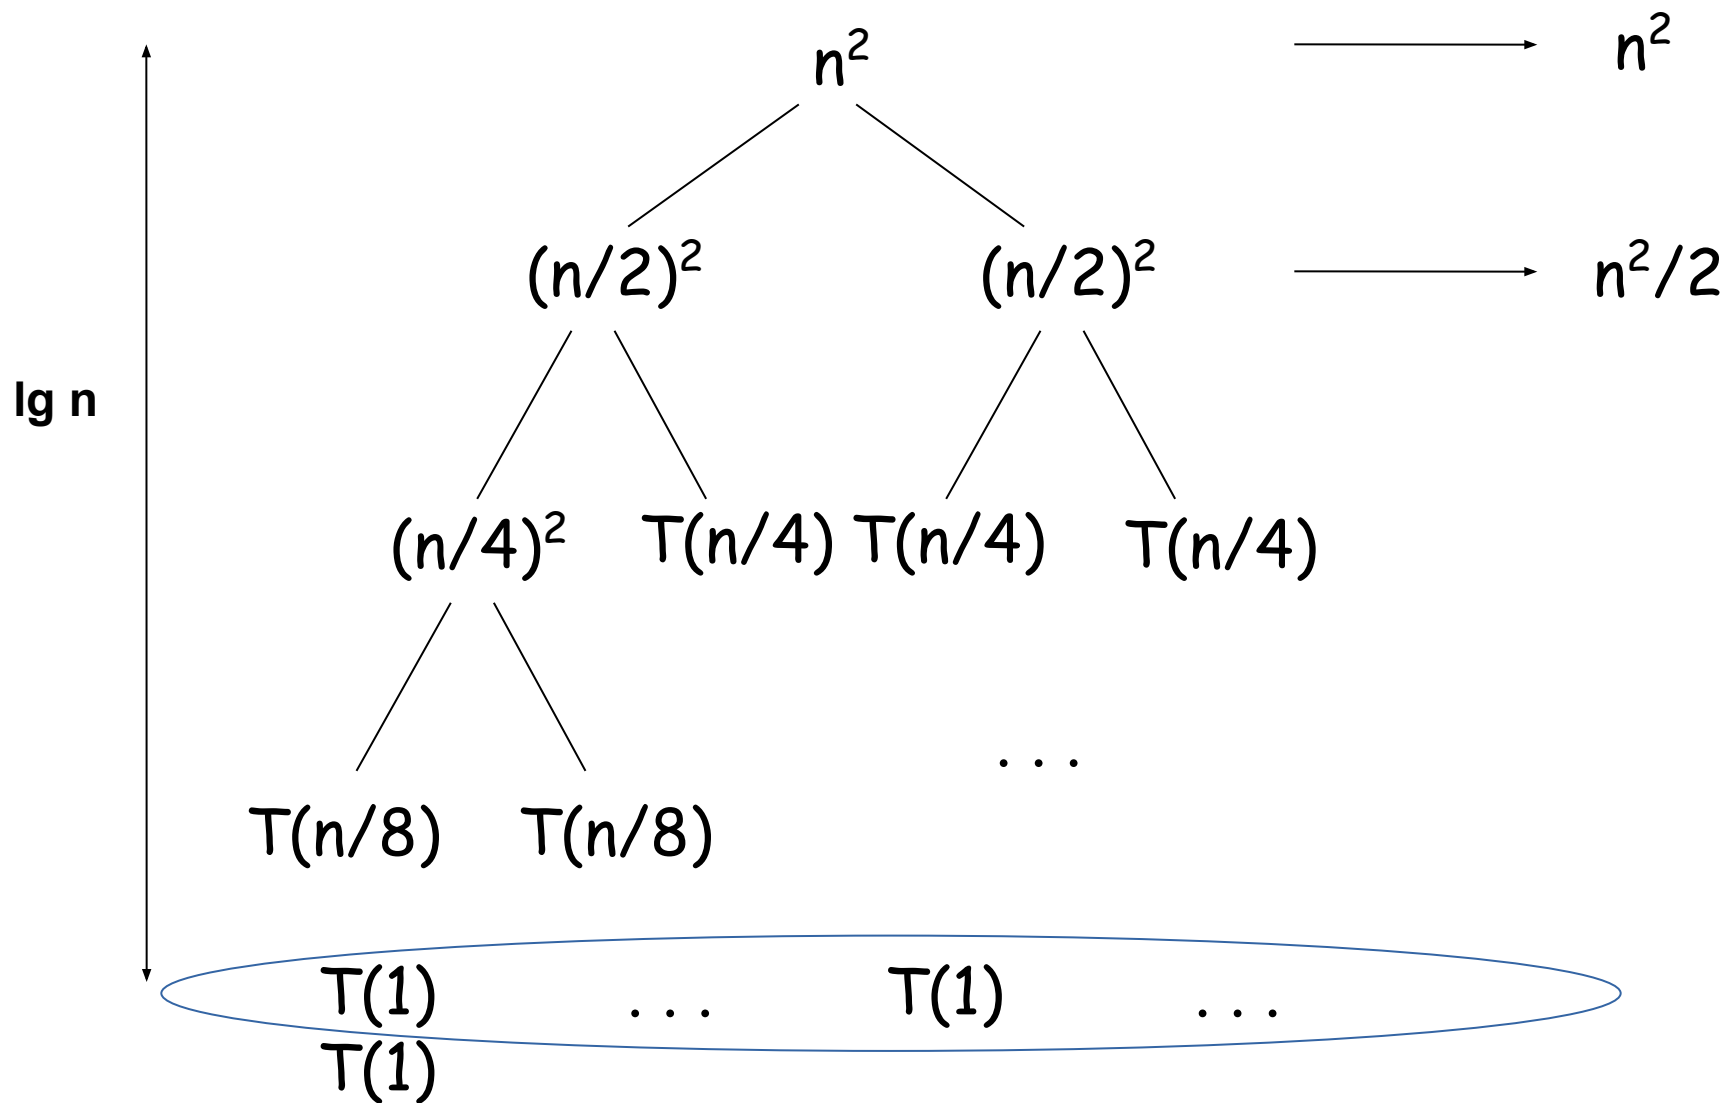 n² n²
(n/2)² (n/2)² n²/2
lg n
(n/4)² T(n/4) T(n/4) T(n/4)
. . .
T(n/8) T(n/8)
T(1) . . . T(1) . . .
T(1)